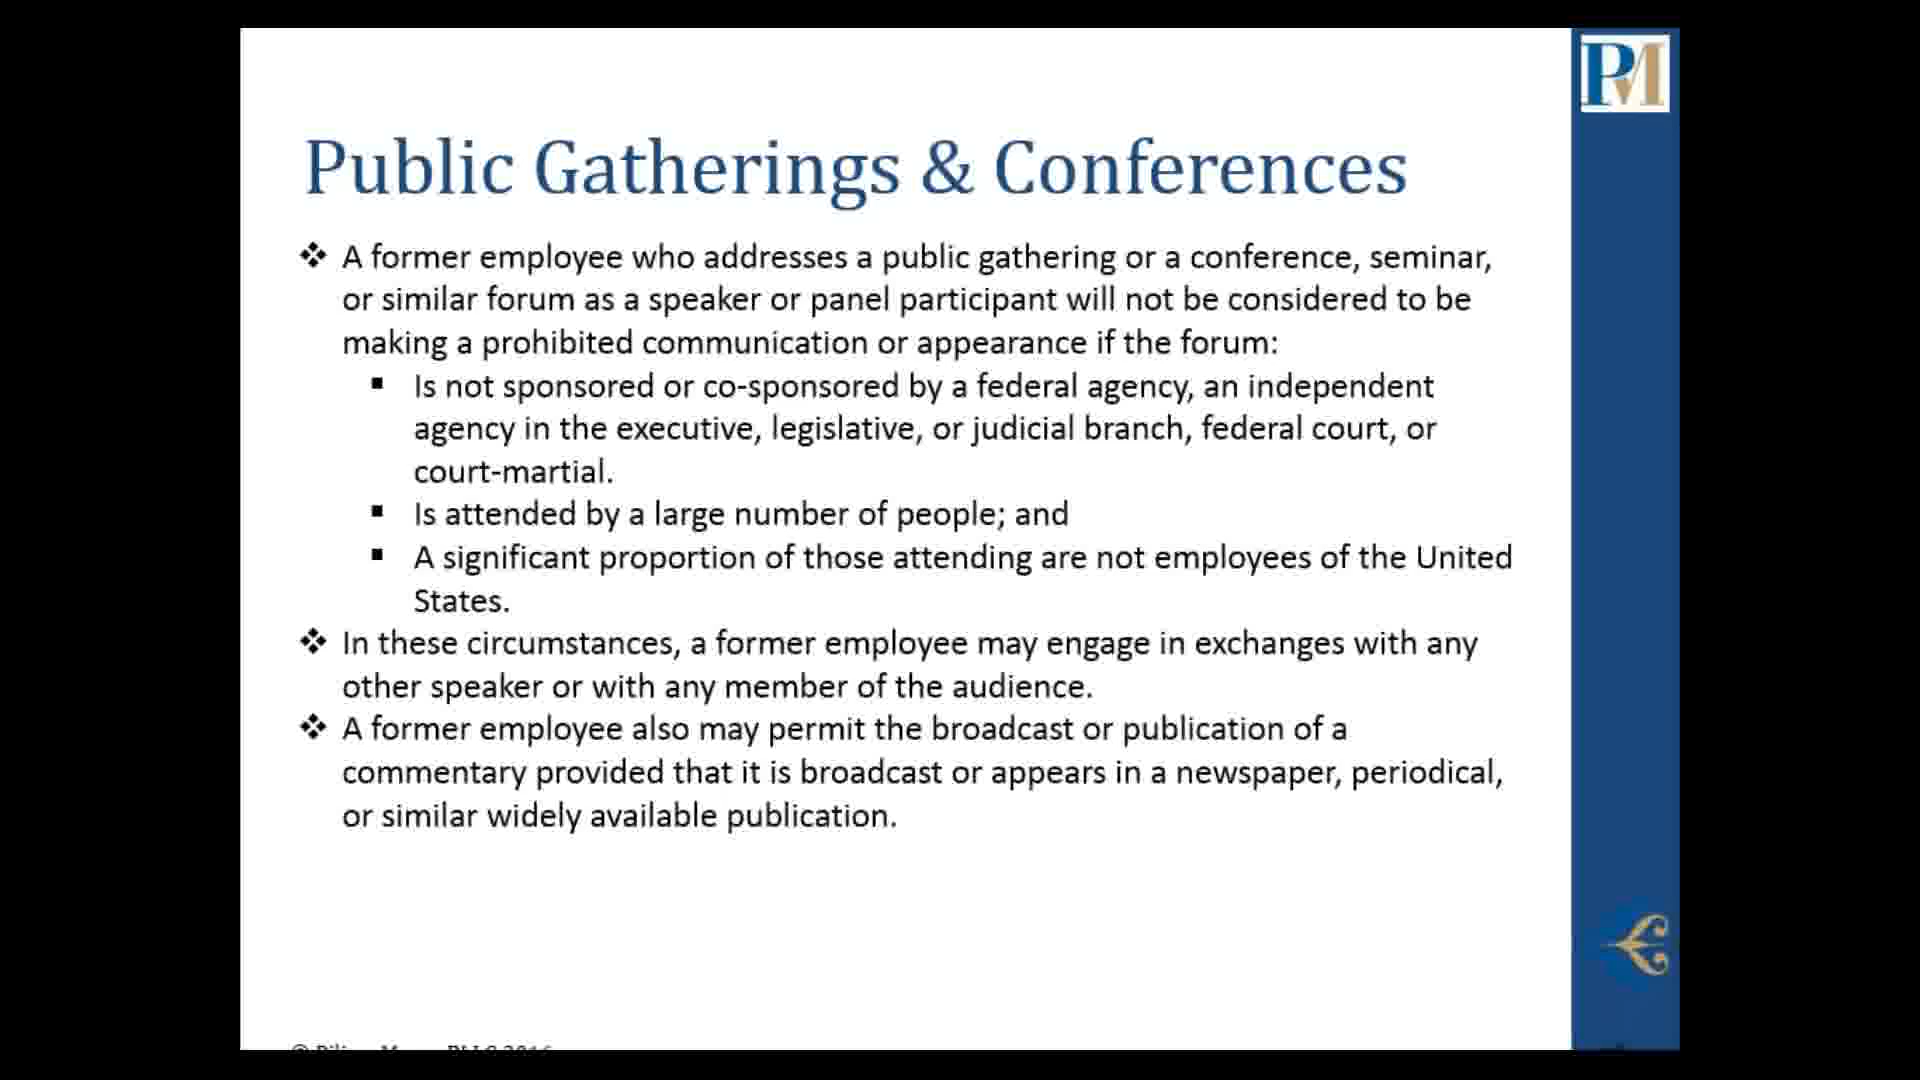 PM
Public Gatherings & Conferences
❖ A former employee who addresses a public gathering or a conference, seminar,
or similar forum as a speaker or panel participant will not be considered to be
making a prohibited communication or appearance if the forum:
▪ Is not sponsored or co-sponsored by a federal agency, an independent
agency in the executive, legislative, or judicial branch, federal court, or
court-martial.
▪ Is attended by a large number of people; and
▪ A significant proportion of those attending are not employees of the United
States.
❖ In these circumstances, a former employee may engage in exchanges with any
other speaker or with any member of the audience.
❖ A former employee also may permit the broadcast or publication of a
commentary provided that it is broadcast or appears in a newspaper, periodical,
or similar widely available publication.